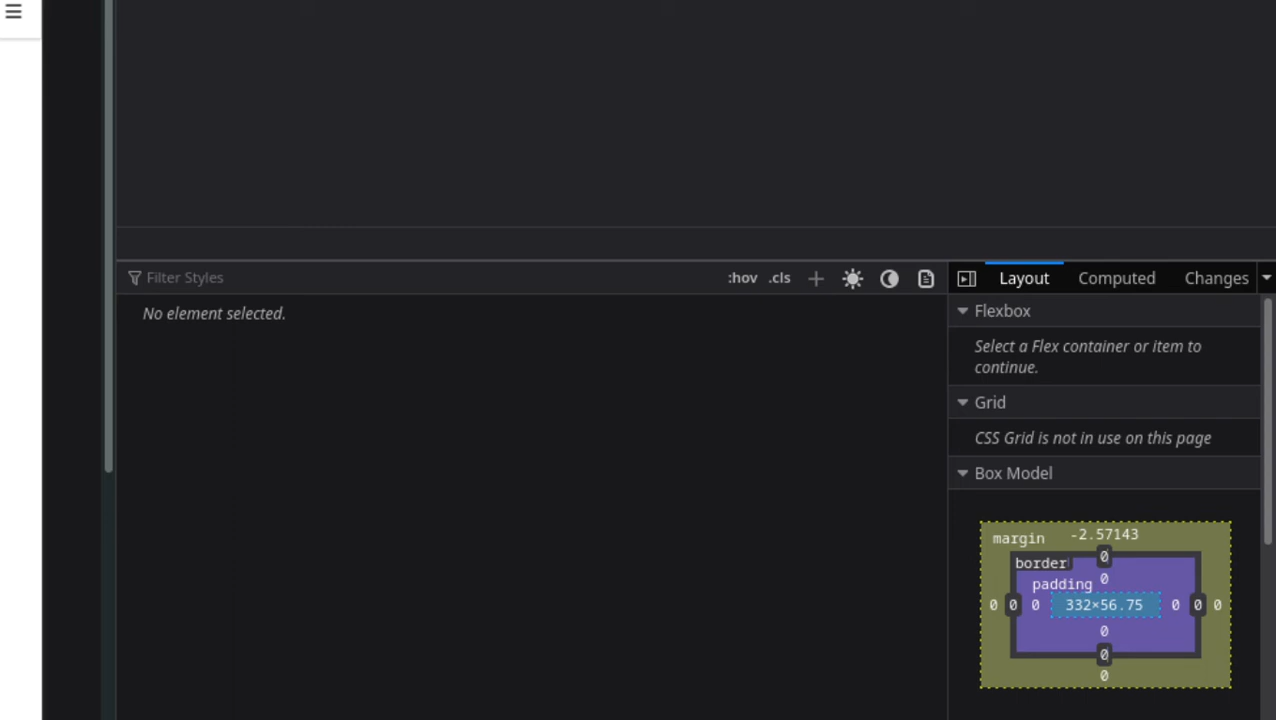 Filter Styles
:hov .cls
Layout Computed Changes
No element selected.
Flexbox
Select a Flex container or item to
continue.
Grid
CSS Grid is not in use on this page
Box Model
margin -2.57143
border 0
padding 0
0 0 0 332×56.75 0 0 0
0
0
0